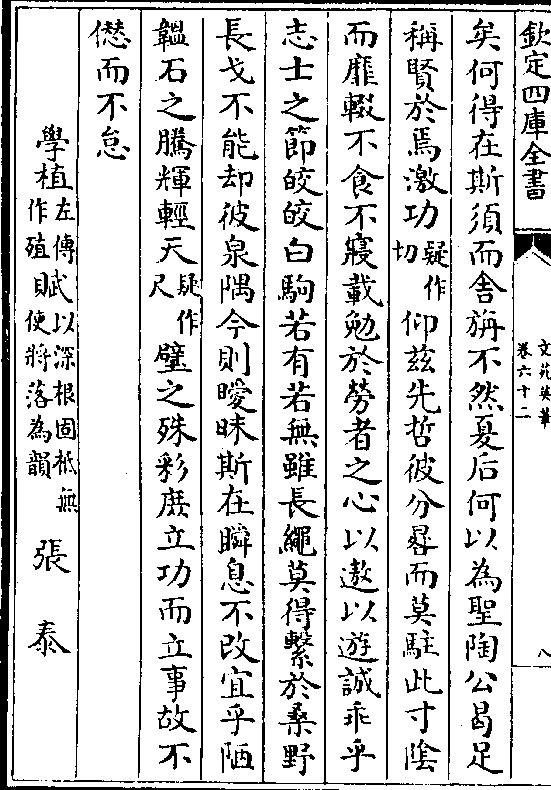 欽定四庫全書
文苑英華
卷六十二
八
矣何得在斯須而舍旃不然夏后何以為聖陶公曷足
稱賢於焉激功疑作切仰兹先哲彼分晷而莫駐此寸陰
而靡輟不食不寢載勉於勞者之心以遨以遊誠乖乎
志士之節皎皎白駒若有若無雖長繩莫得繫於桑野
長戈不能却彼泉隅今則曖昧斯在瞬息不改宜乎陋
韞石之騰輝輕天疑作尺璧之殊彩庶立功而立事故不
僁而不怠
學植左傳作殖賦以深根固柢無使將落為韻
張泰